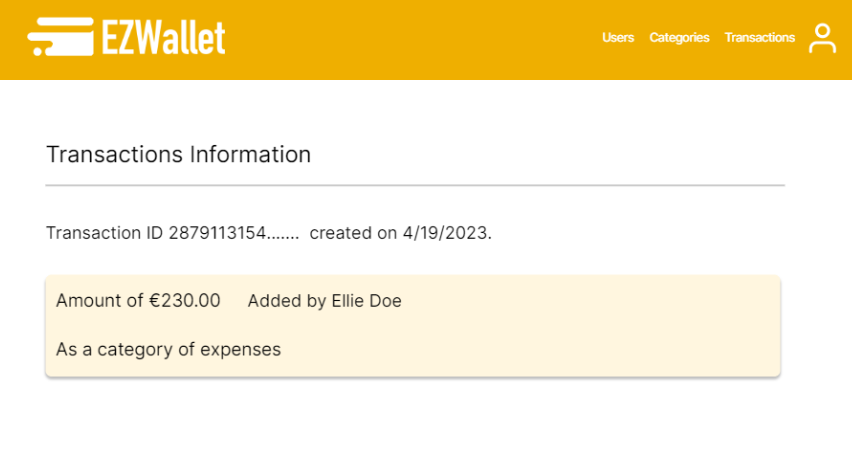 EZWallet
Users Categories Transactions
Transactions Information
Transaction ID 2879113154....... created on 4/19/2023.
Amount of €230.00 Added by Ellie Doe
As a category of expenses